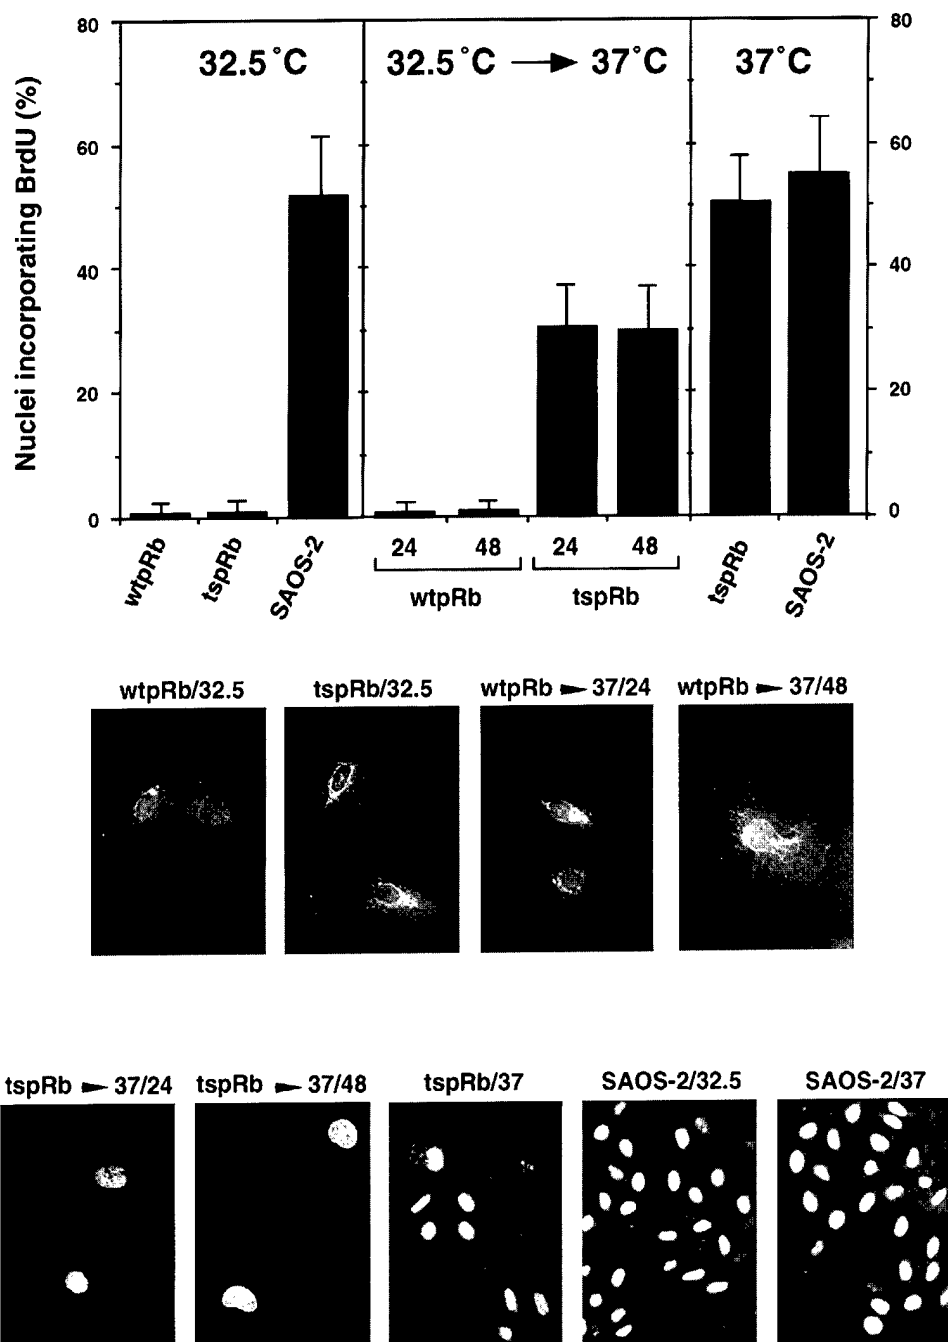 80
80
32.5°C
32.5°C → 37°C
37°C
Nuclei incorporating BrdU (%)
60
60
40
40
20
20
0
0
wtpRb
tspRb
SAOS-2
24
48
24
48
wtpRb
tspRb
tspRb
SAOS-2
wtpRb/32.5
tspRb/32.5
wtpRb ► 37/24
wtpRb ► 37/48
tspRb ► 37/24
tspRb ► 37/48
tspRb/37
SAOS-2/32.5
SAOS-2/37